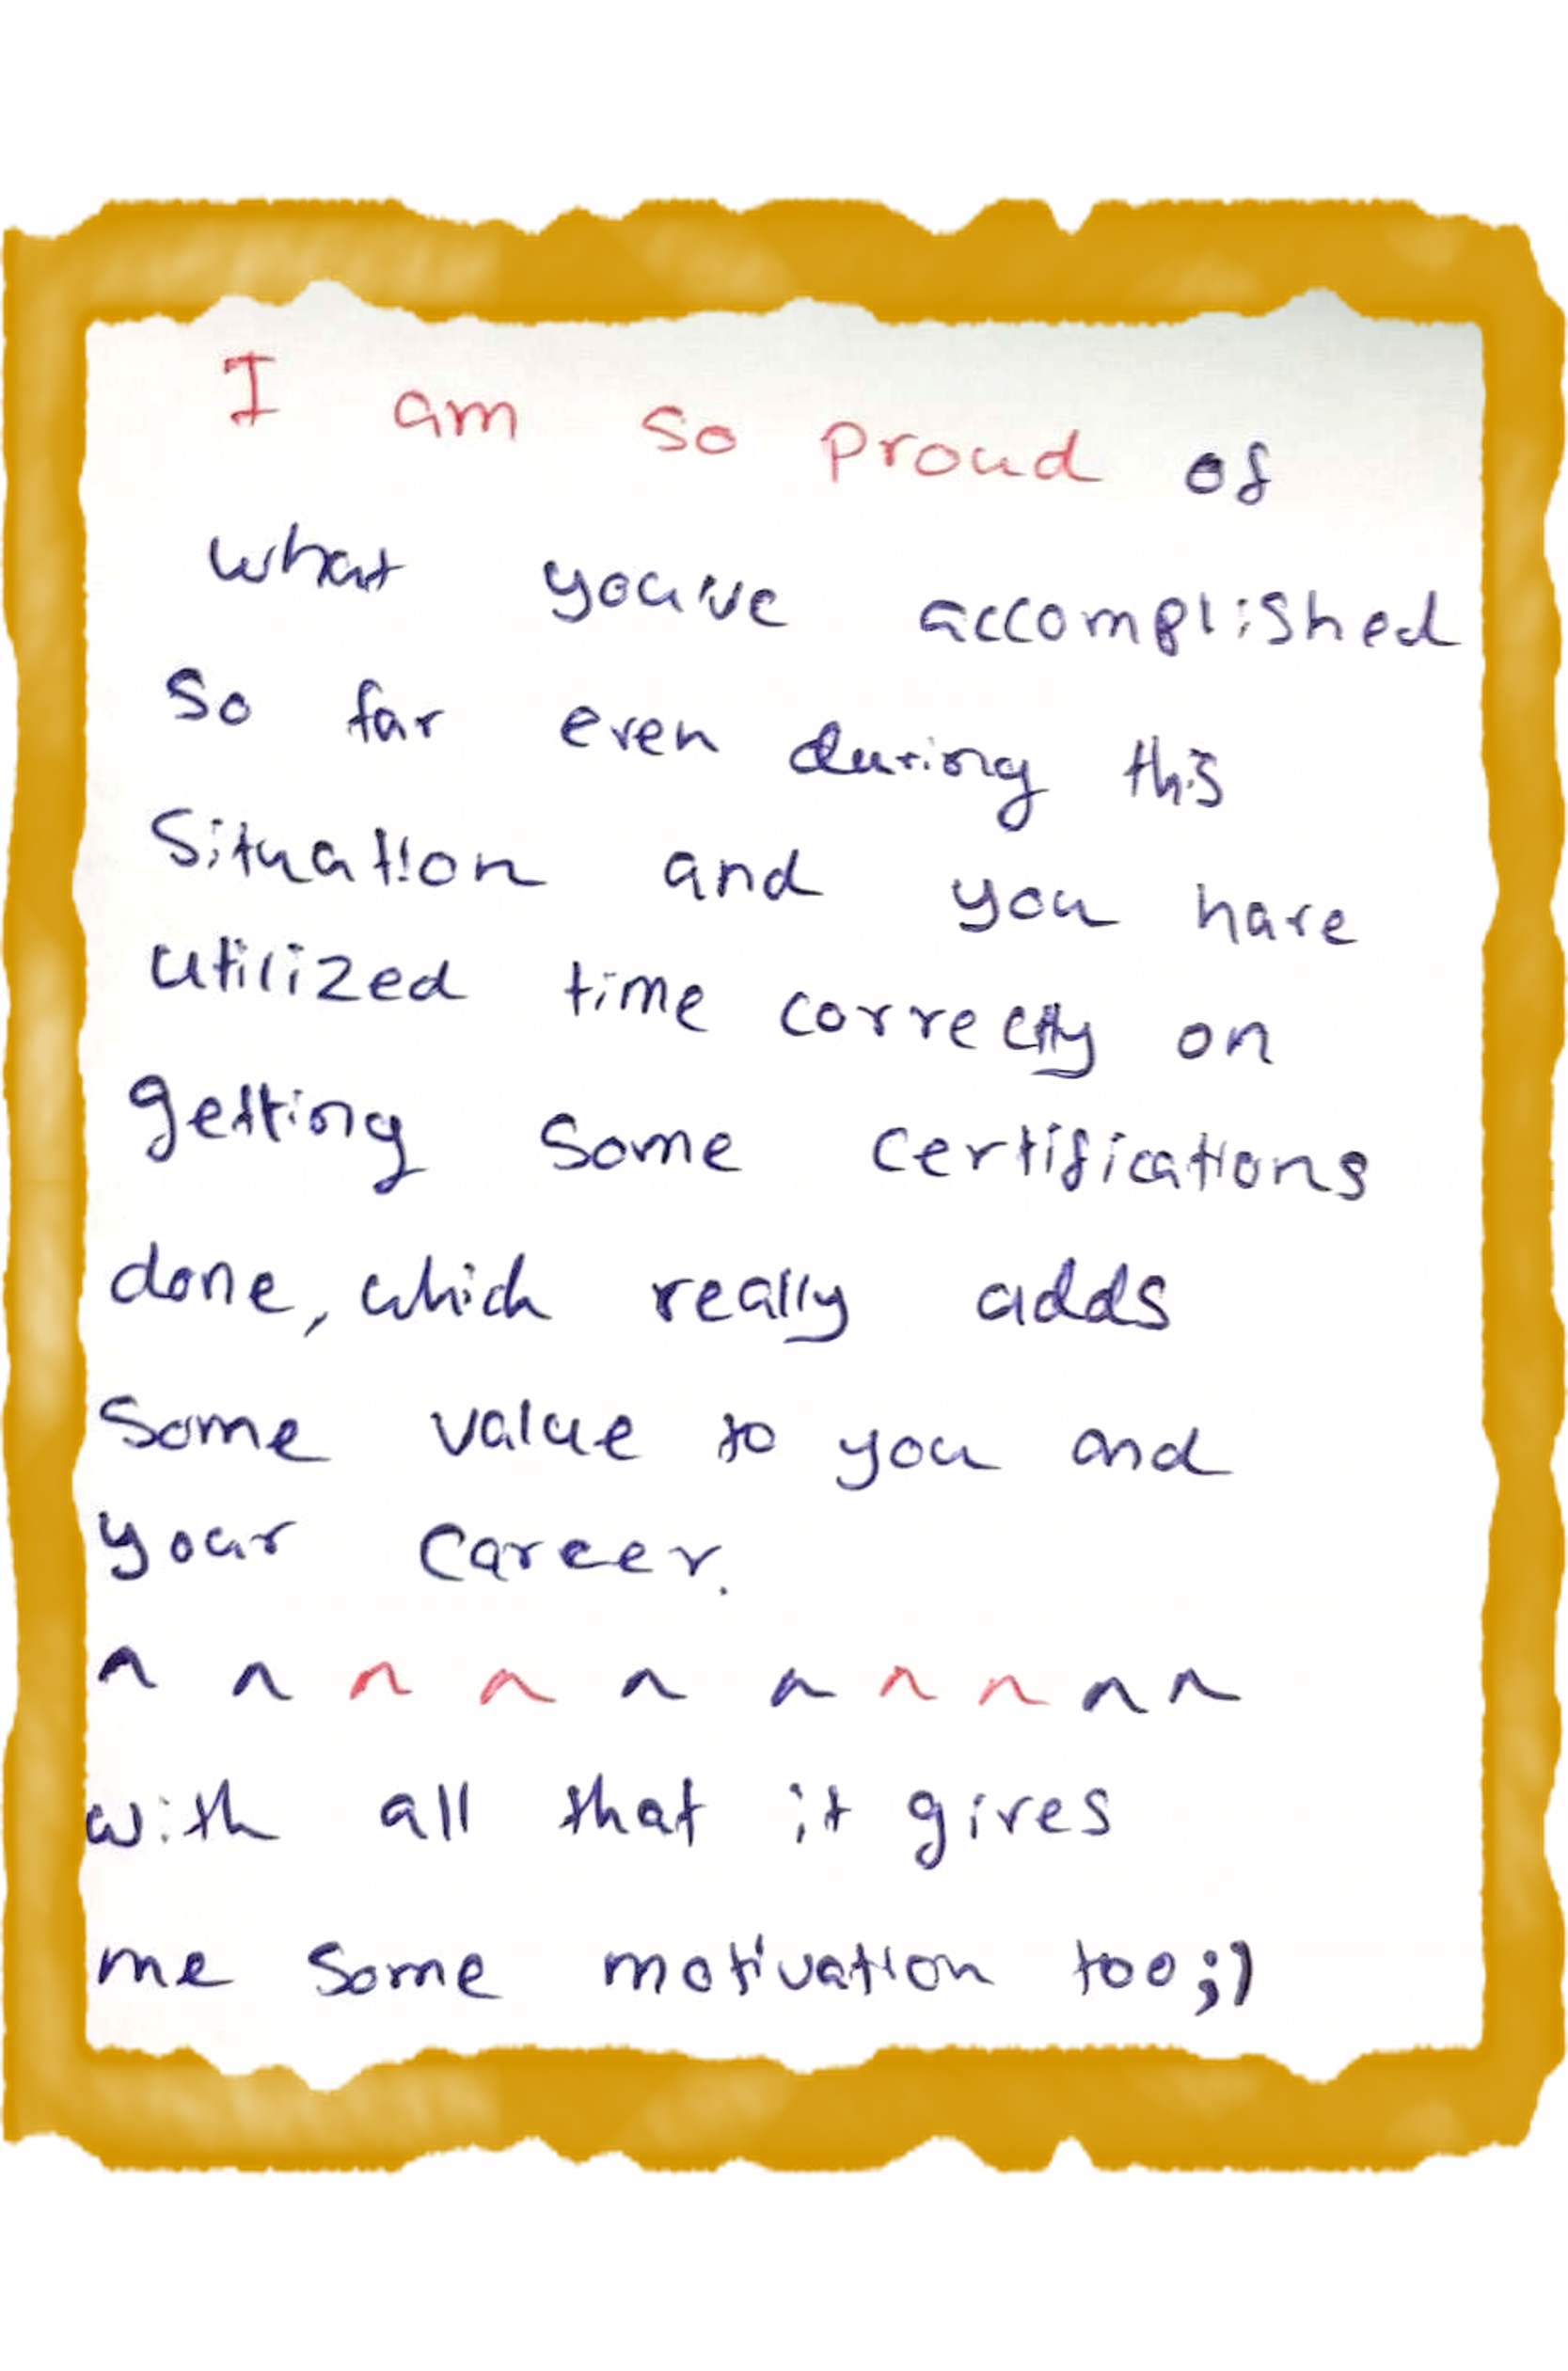 I am so proud of
what you've accomplished
so far even during this
Situation and you have
utilized time correctly on
getting some certifications
done, which really adds
some value to you and
your career.
^ ^ ^ ^ ^ ^ ^ ^ ^ ^
with all that it gives
me some motivation too;)